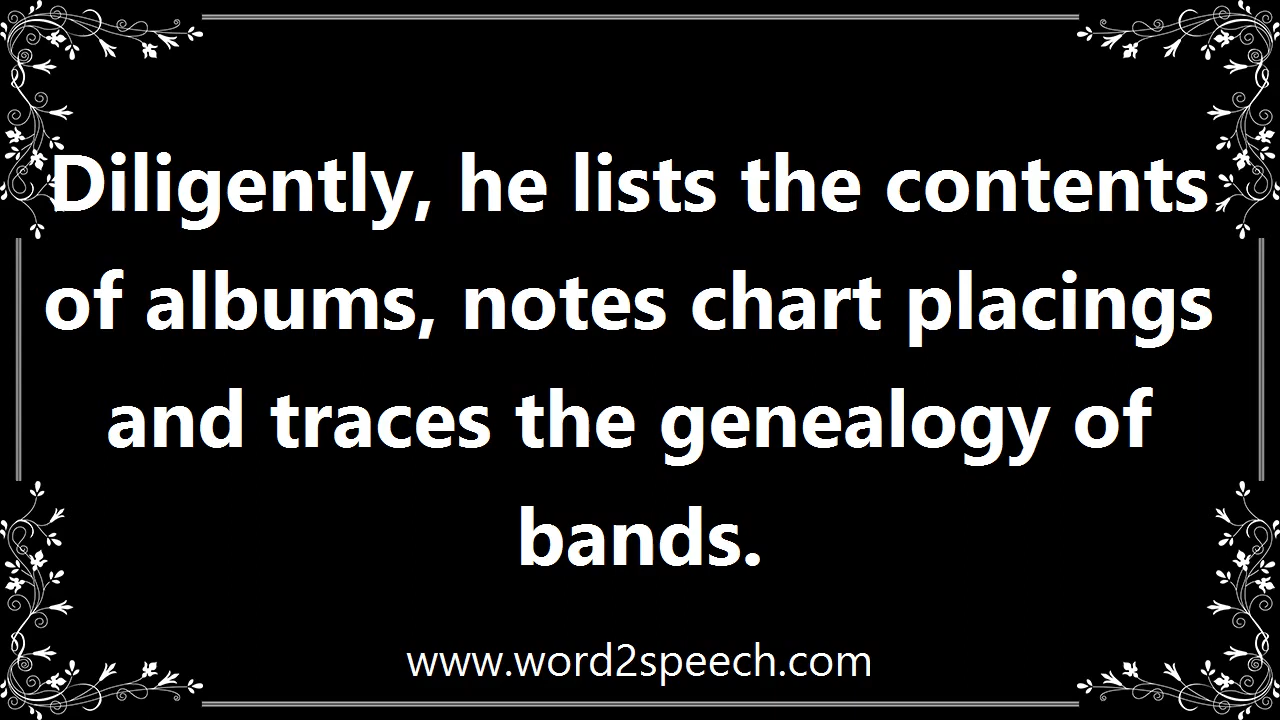 Diligently, he lists the contents
of albums, notes chart placings
and traces the genealogy of
bands.
www.word2speech.com